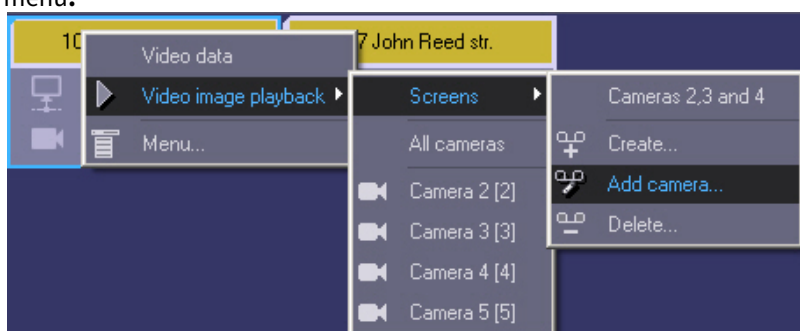 menu.
10
7 John Reed str.
Video data
Video image playback
Menu...
Screens
All cameras
Camera 2 [2]
Camera 3 [3]
Camera 4 [4]
Camera 5 [5]
Cameras 2,3 and 4
Create...
Add camera...
Delete...